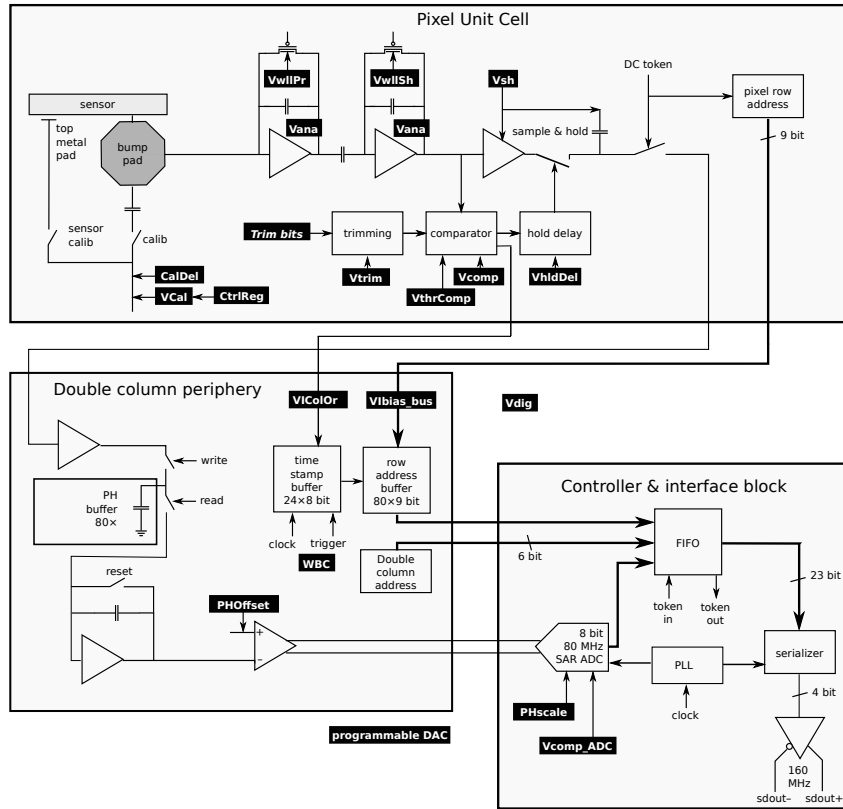 Pixel Unit Cell
VwllPr
VwllSh
Vsh
DC token
sensor
pixel row
address
top
metal
pad
bump
pad
Vana
Vana
sample & hold
9 bit
sensor
calib
calib
Trim bits
trimming
comparator
hold delay
CalDel
Vtrim
Vcomp
VhldDel
VCal
CtrlReg
VthrComp
Double column periphery
VIColOr
VIbias_bus
Vdig
write
read
PH
buffer
80×
time
stamp
buffer
24×8 bit
row
address
buffer
80×9 bit
clock
trigger
WBC
Double
column
address
Controller & interface block
6 bit
FIFO
23 bit
token
in
token
out
reset
PHOffset
+
–
8 bit
80 MHz
SAR ADC
PLL
serializer
4 bit
PHscale
clock
Vcomp_ADC
programmable DAC
160
MHz
sdout–
sdout+